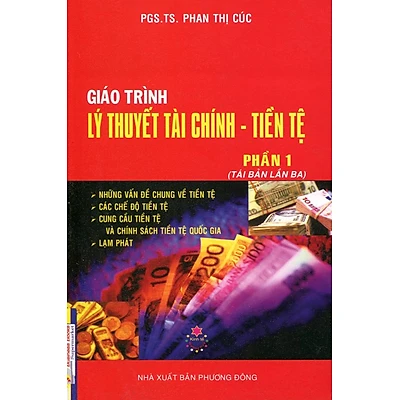 PGS.TS. PHAN THỊ CÚC
GIÁO TRÌNH
LÝ THUYẾT TÀI CHÍNH - TIỀN TỆ
PHẦN 1
(TÁI BẢN LẦN BA)
NHỮNG VẤN ĐỀ CHUNG VỀ TIỀN TỆ
CÁC CHẾ ĐỘ TIỀN TỆ
CUNG CẦU TIỀN TỆ
VÀ CHÍNH SÁCH TIỀN TỆ QUỐC GIA
LẠM PHÁT
200
100
NHÀ XUẤT BẢN PHƯƠNG ĐÔNG